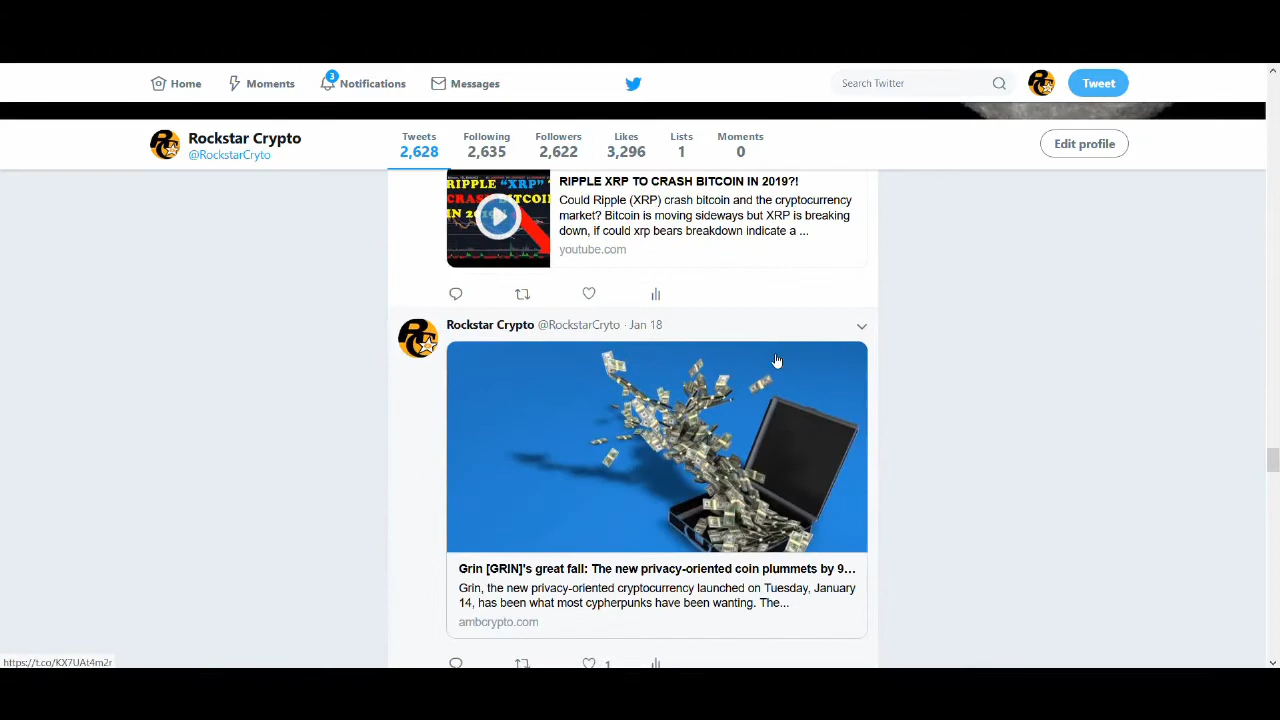 Home
Moments
3
Notifications
Messages
Search Twitter
Tweet
Rockstar Crypto
@RockstarCryto
Tweets
2,628
Following
2,635
Followers
2,622
Likes
3,296
Lists
1
Moments
0
Edit profile
RIPPLE "XRP"
CRASH BITCOIN
IN 20
RIPPLE XRP TO CRASH BITCOIN IN 2019?!
Could Ripple (XRP) crash bitcoin and the cryptocurrency
market? Bitcoin is moving sideways but XRP is breaking
down, if could xrp bears breakdown indicate a ...
youtube.com
Rockstar Crypto @RockstarCryto · Jan 18
Grin [GRIN]'s great fall: The new privacy-oriented coin plummets by 9...
Grin, the new privacy-oriented cryptocurrency launched on Tuesday, January
14, has been what most cypherpunks have been wanting. The...
ambcrypto.com
1
https://t.co/KX7UAt4m2r